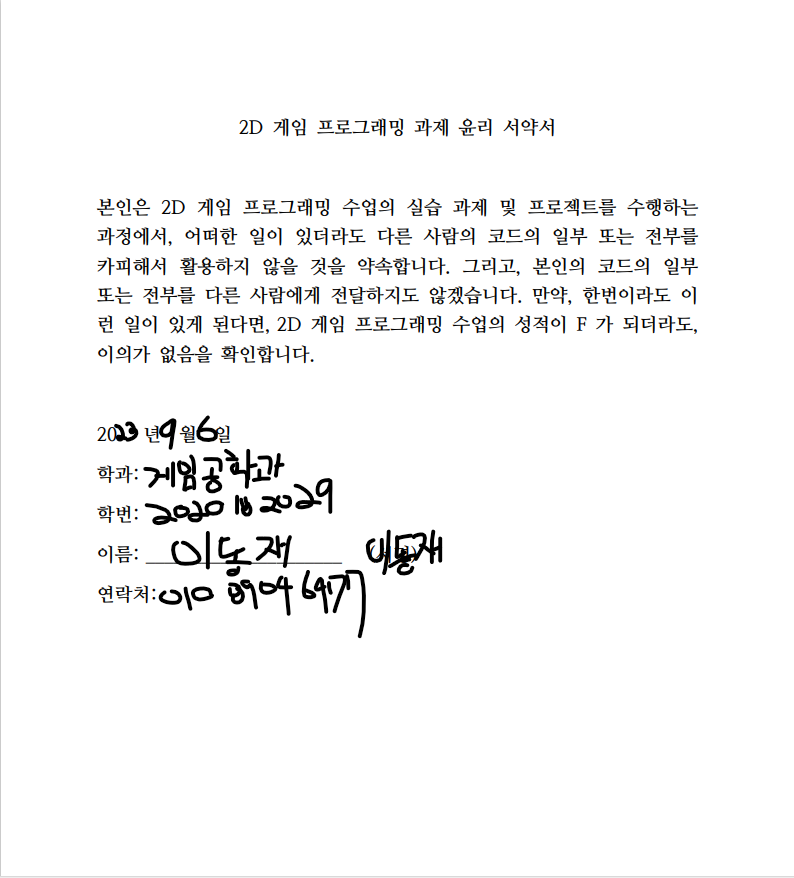 2D 게임 프로그래밍 과제 윤리 서약서
본인은 2D 게임 프로그래밍 수업의 실습 과제 및 프로젝트를 수행하는
과정에서, 어떠한 일이 있더라도 다른 사람의 코드의 일부 또는 전부를
카피해서 활용하지 않을 것을 약속합니다. 그리고, 본인의 코드의 일부
또는 전부를 다른 사람에게 전달하지도 않겠습니다. 만약, 한번이라도 이
런 일이 있게 된다면, 2D 게임 프로그래밍 수업의 성적이 F 가 되더라도,
이의가 없음을 확인합니다.
2023 년 9 월 6 일
학과: 게임공학과
학번: 2020182029
이름: 이동재 이동재
연락처: 010